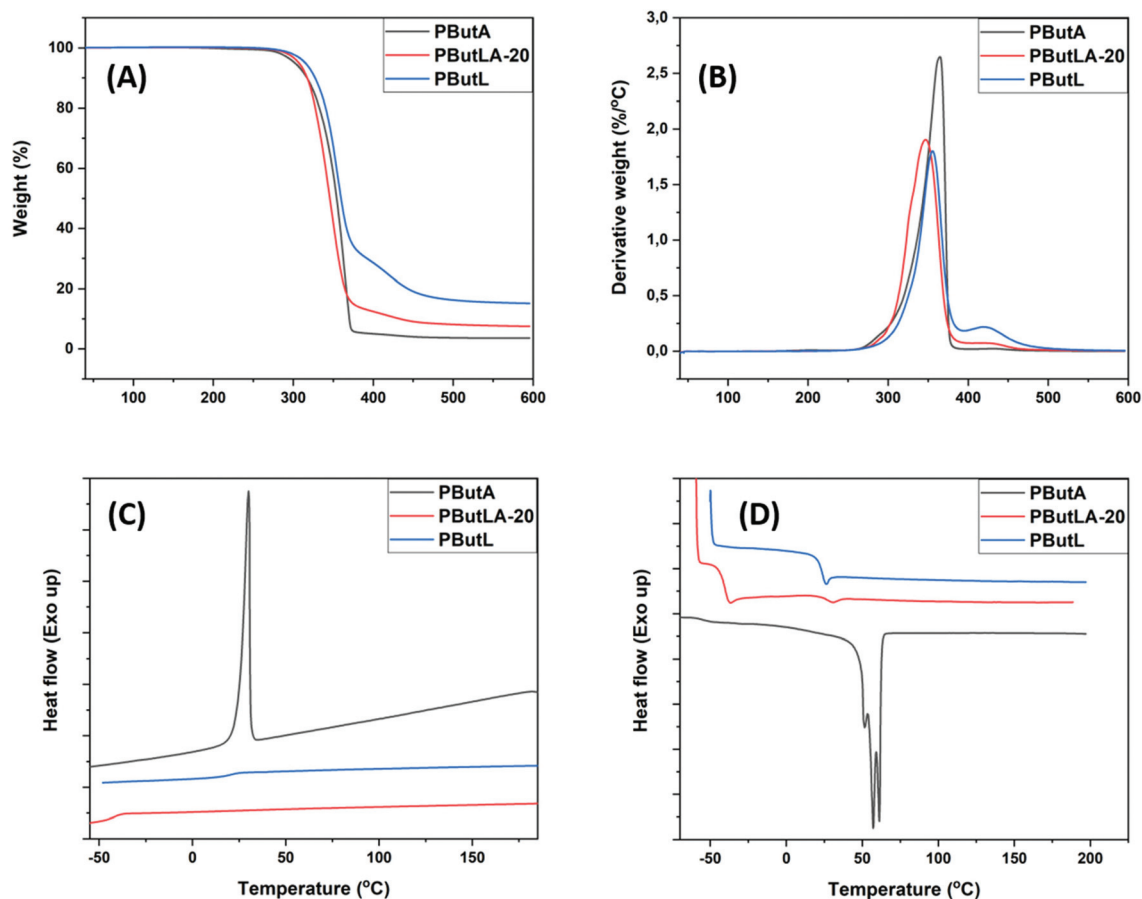 (A)
PButA
PButLA-20
PButL
Weight (%)
100
80
60
40
20
0
100 200 300 400 500 600
(B)
PButA
PButLA-20
PButL
Derivative weight (%/°C)
3,0
2,5
2,0
1,5
1,0
0,5
0,0
100 200 300 400 500 600
(C)
PButA
PButLA-20
PButL
Heat flow (Exo up)
-50 0 50 100 150
Temperature (°C)
(D)
PButA
PButLA-20
PButL
Heat flow (Exo up)
-50 0 50 100 150 200
Temperature (°C)